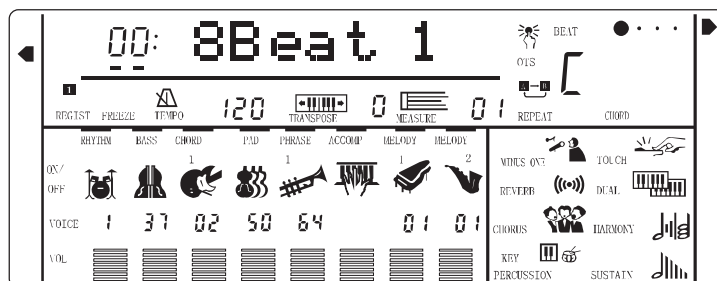 00: 8Beat 1
BEAT
OTS
C
1
A-B
REGIST FREEZE TEMPO 120 TRANSPOSE 0 MEASURE 01 REPEAT CHORD
RHYTHM BASS CHORD PAD PHRASE ACCOMP MELODY MELODY
1 1 1 2
ON/
OFF
MINUS ONE TOUCH
REVERB DUAL
VOICE 1 37 02 50 64 01 01
CHORUS HARMONY
VOL
KEY
PERCUSSION SUSTAIN